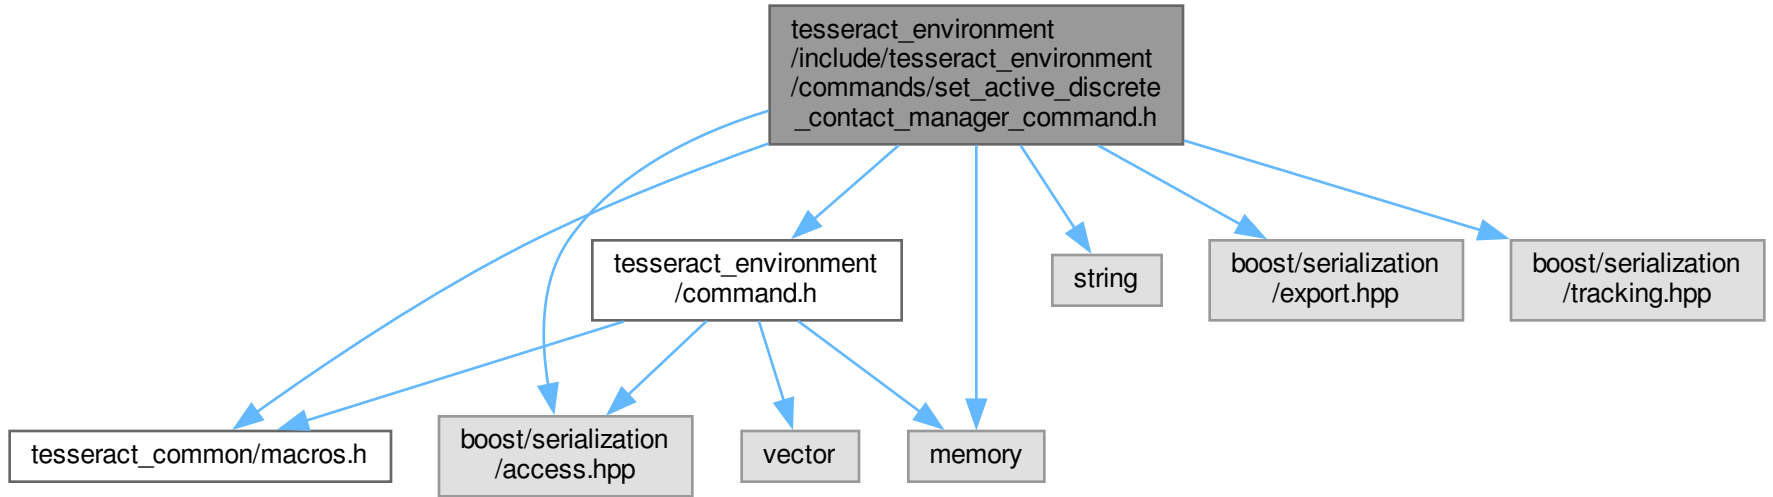 tesseract_environment
/include/tesseract_environment
/commands/set_active_discrete
_contact_manager_command.h
tesseract_environment
/command.h
string
boost/serialization
/export.hpp
boost/serialization
/tracking.hpp
tesseract_common/macros.h
boost/serialization
/access.hpp
vector
memory